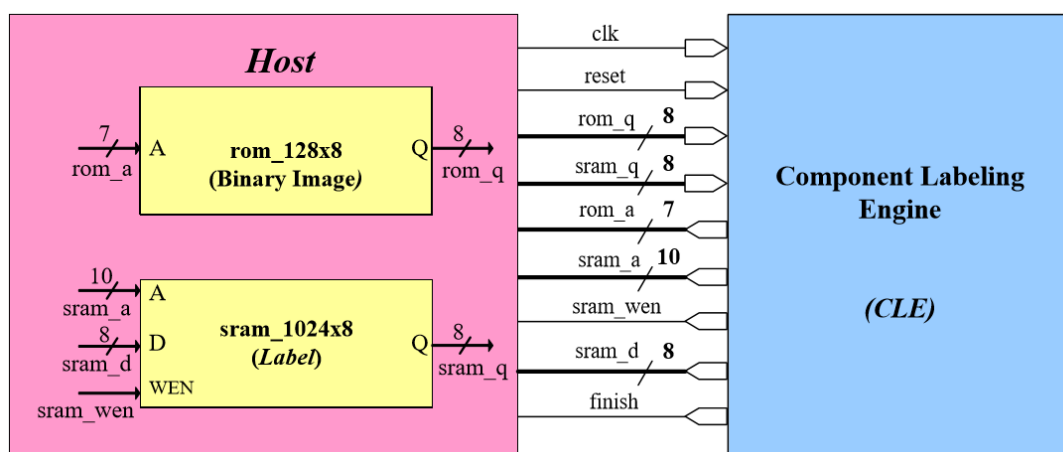 Host
7
rom_a
A
rom_128x8
(Binary Image)
Q
8
rom_q
10
sram_a
A
8
sram_d
D
WEN
sram_wen
sram_1024x8
(Label)
Q
8
sram_q
clk
reset
rom_q 8
sram_q 8
rom_a 7
sram_a 10
sram_wen
sram_d 8
finish
Component Labeling
Engine
(CLE)